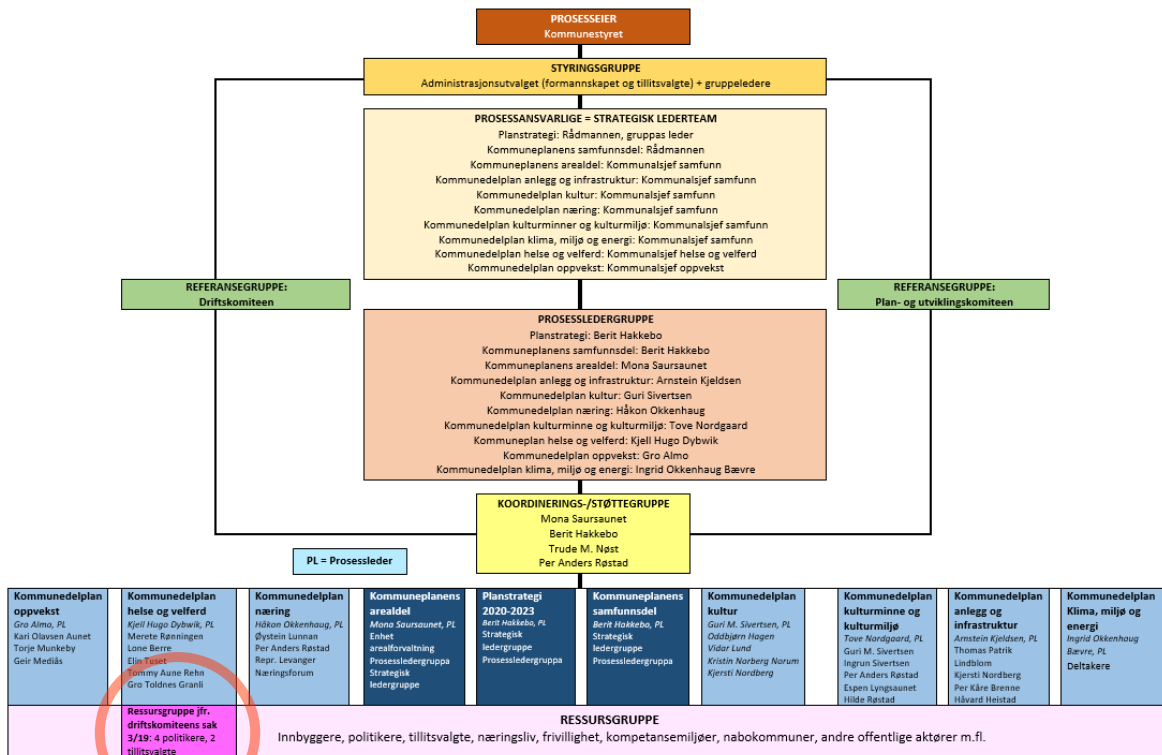 PROSESSEIER
Kommunestyret
STYRINGSGRUPPE
Administrasjonsutvalget (formannskapet og tillitsvalgte) + gruppeledere
PROSESSANSVARLIGE = STRATEGISK LEDERTEAM
Planstrategi: Rådmannen, gruppas leder
Kommuneplanens samfunnsdel: Rådmannen
Kommuneplanens arealdel: Kommunalsjef samfunn
Kommunedelplan anlegg og infrastruktur: Kommunalsjef samfunn
Kommunedelplan kultur: Kommunalsjef samfunn
Kommunedelplan næring: Kommunalsjef samfunn
Kommunedelplan kulturminner og kulturmiljø: Kommunalsjef samfunn
Kommunedelplan klima, miljø og energi: Kommunalsjef samfunn
Kommunedelplan helse og velferd: Kommunalsjef helse og velferd
Kommunedelplan oppvekst: Kommunalsjef oppvekst
REFERANSEGRUPPE:
Driftskomiteen
REFERANSEGRUPPE:
Plan- og utviklingskomiteen
PROSESSLEDERGRUPPE
Planstrategi: Berit Hakkebo
Kommuneplanens samfunnsdel: Berit Hakkebo
Kommuneplanens arealdel: Mona Saursaunet
Kommunedelplan anlegg og infrastruktur: Arnstein Kjeldsen
Kommunedelplan kultur: Guri Sivertsen
Kommunedelplan næring: Håkon Okkenhaug
Kommunedelplan kulturminne og kulturmiljø: Tove Nordgaard
Kommuneplan helse og velferd: Kjell Hugo Dybwik
Kommunedelplan oppvekst: Gro Almo
Kommunedelplan klima, miljø og energi: Ingrid Okkenhaug Bævre
KOORDINERINGS-/STØTTEGRUPPE
Mona Saursaunet
Berit Hakkebo
Trude M. Nøst
Per Anders Røstad
PL = Prosessleder
Kommunedelplan
oppvekst
Gro Almo, PL
Kari Olavsen Aunet
Torje Munkeby
Geir Mediås
Kommunedelplan
helse og velferd
Kjell Hugo Dybwik, PL
Merete Rønningen
Lone Berre
Elin Tuset
Tommy Aune Rehn
Gro Toldnes Granli
Kommunedelplan
næring
Håkon Okkenhaug, PL
Øystein Lunnan
Per Anders Røstad
Repr. Levanger
Næringsforum
Kommuneplanens
arealdel
Mona Saursaunet, PL
Enhet
arealforvaltning
Prosessledergruppa
Strategisk
ledergruppe
Planstrategi
2020-2023
Berit Hakkebo, PL
Strategisk
ledergruppe
Prosessledergruppa
Kommuneplanens
samfunnsdel
Berit Hakkebo, PL
Strategisk
ledergruppe
Prosessledergruppa
Kommunedelplan
kultur
Guri M. Sivertsen, PL
Oddbjørn Hagen
Vidar Lund
Kristin Norberg Norum
Kjersti Nordberg
Kommunedelplan
kulturminne og
kulturmiljø
Tove Nordgaard, PL
Guri M. Sivertsen
Ingrun Sivertsen
Per Anders Røstad
Espen Lyngsaunet
Hilde Røstad
Kommunedelplan
anlegg og
infrastruktur
Arnstein Kjeldsen, PL
Thomas Patrik
Lindblom
Kjersti Nordberg
Per Kåre Brenne
Håvard Heistad
Kommunedelplan
Klima, miljø og
energi
Ingrid Okkenhaug
Bævre, PL
Deltakere
Ressursgruppe jfr.
driftskomiteens sak
3/19: 4 politikere, 2
tillitsvalgte
RESSURSGRUPPE
Innbyggere, politikere, tillitsvalgte, næringsliv, frivillighet, kompetansemiljøer, nabokommuner, andre offentlige aktører m.fl.